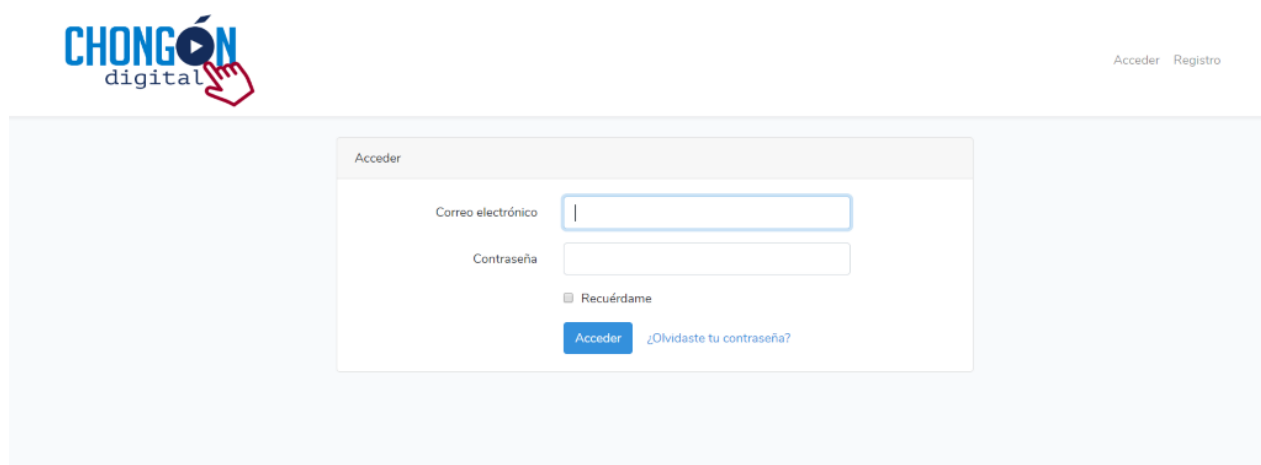 CHONGÓN
digital
Acceder Registro
Acceder
Correo electrónico
Contraseña
Recuérdame
Acceder ¿Olvidaste tu contraseña?